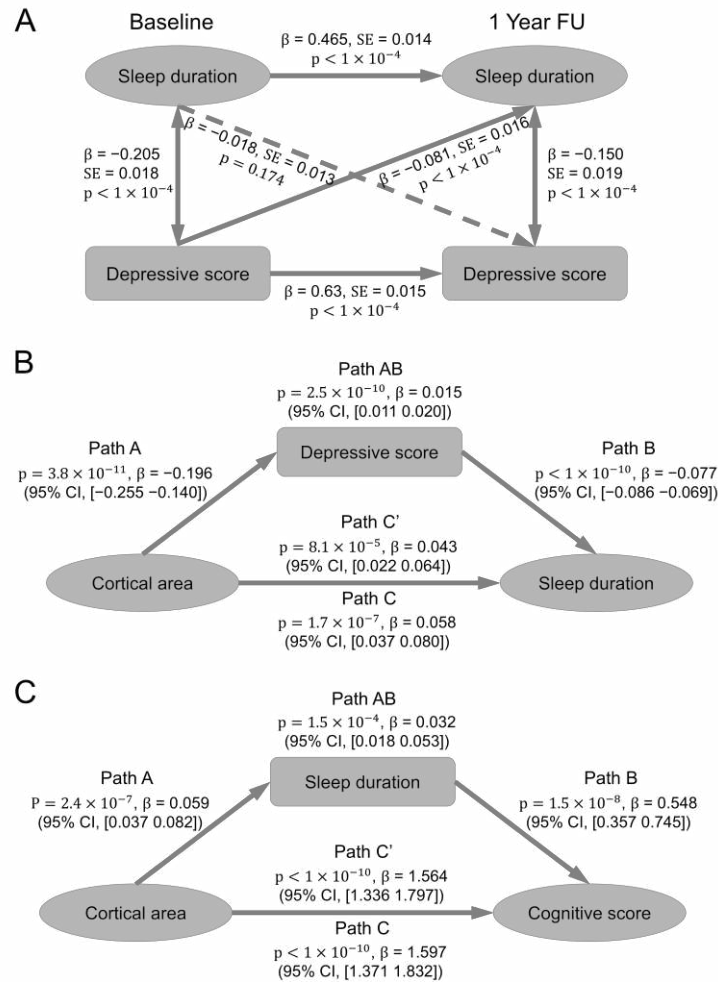 A
Baseline
1 Year FU
β = 0.465, SE = 0.014
p < 1 × 10⁻⁴
Sleep duration
Sleep duration
β = −0.205
SE = 0.018
p < 1 × 10⁻⁴
β = −0.018, SE = 0.013
p = 0.174
β = −0.081, SE = 0.016
p < 1 × 10⁻⁴
β = −0.150
SE = 0.019
p < 1 × 10⁻⁴
Depressive score
Depressive score
β = 0.63, SE = 0.015
p < 1 × 10⁻⁴
B
Path AB
p = 2.5 × 10⁻¹⁰, β = 0.015
(95% CI, [0.011 0.020])
Depressive score
Path A
p = 3.8 × 10⁻¹¹, β = −0.196
(95% CI, [−0.255 −0.140])
Path B
p < 1 × 10⁻¹⁰, β = −0.077
(95% CI, [−0.086 −0.069])
Path C’
p = 8.1 × 10⁻⁵, β = 0.043
(95% CI, [0.022 0.064])
Cortical area
Sleep duration
Path C
p = 1.7 × 10⁻⁷, β = 0.058
(95% CI, [0.037 0.080])
C
Path AB
p = 1.5 × 10⁻⁴, β = 0.032
(95% CI, [0.018 0.053])
Sleep duration
Path A
P = 2.4 × 10⁻⁷, β = 0.059
(95% CI, [0.037 0.082])
Path B
p = 1.5 × 10⁻⁸, β = 0.548
(95% CI, [0.357 0.745])
Path C’
p < 1 × 10⁻¹⁰, β = 1.564
(95% CI, [1.336 1.797])
Cortical area
Cognitive score
Path C
p < 1 × 10⁻¹⁰, β = 1.597
(95% CI, [1.371 1.832])